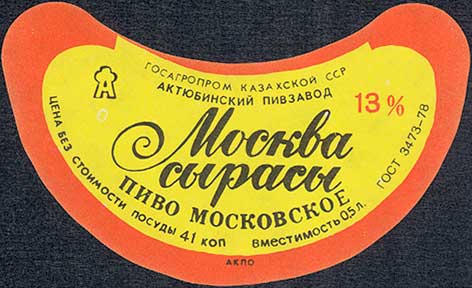 ГОСАГРОПРОМ КАЗАХСКОЙ ССР
АКТЮБИНСКИЙ ПИВЗАВОД
13%
Москва
сырасы
ПИВО МОСКОВСКОЕ
ЦЕНА БЕЗ СТОИМОСТИ ПОСУДЫ 41 КОП
ВМЕСТИМОСТЬ 0,5 Л.
ГОСТ 3473-78
АКПО